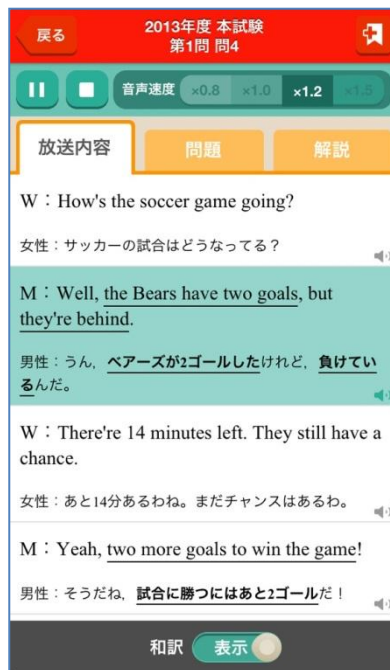 戻る
2013年度 本試験
第1問 問4
音声速度 ×0.8 ×1.0 ×1.2 ×1.5
放送内容 問題 解説
W：How's the soccer game going?
女性：サッカーの試合はどうなってる？
M：Well, the Bears have two goals, but
they're behind.
男性：うん，ベアーズが2ゴールしたけれど，負けてい
るんだ。
W：There're 14 minutes left. They still have a
chance.
女性：あと14分あるわね。まだチャンスはあるわ。
M：Yeah, two more goals to win the game!
男性：そうだね，試合に勝つにはあと2ゴールだ！
和訳 表示